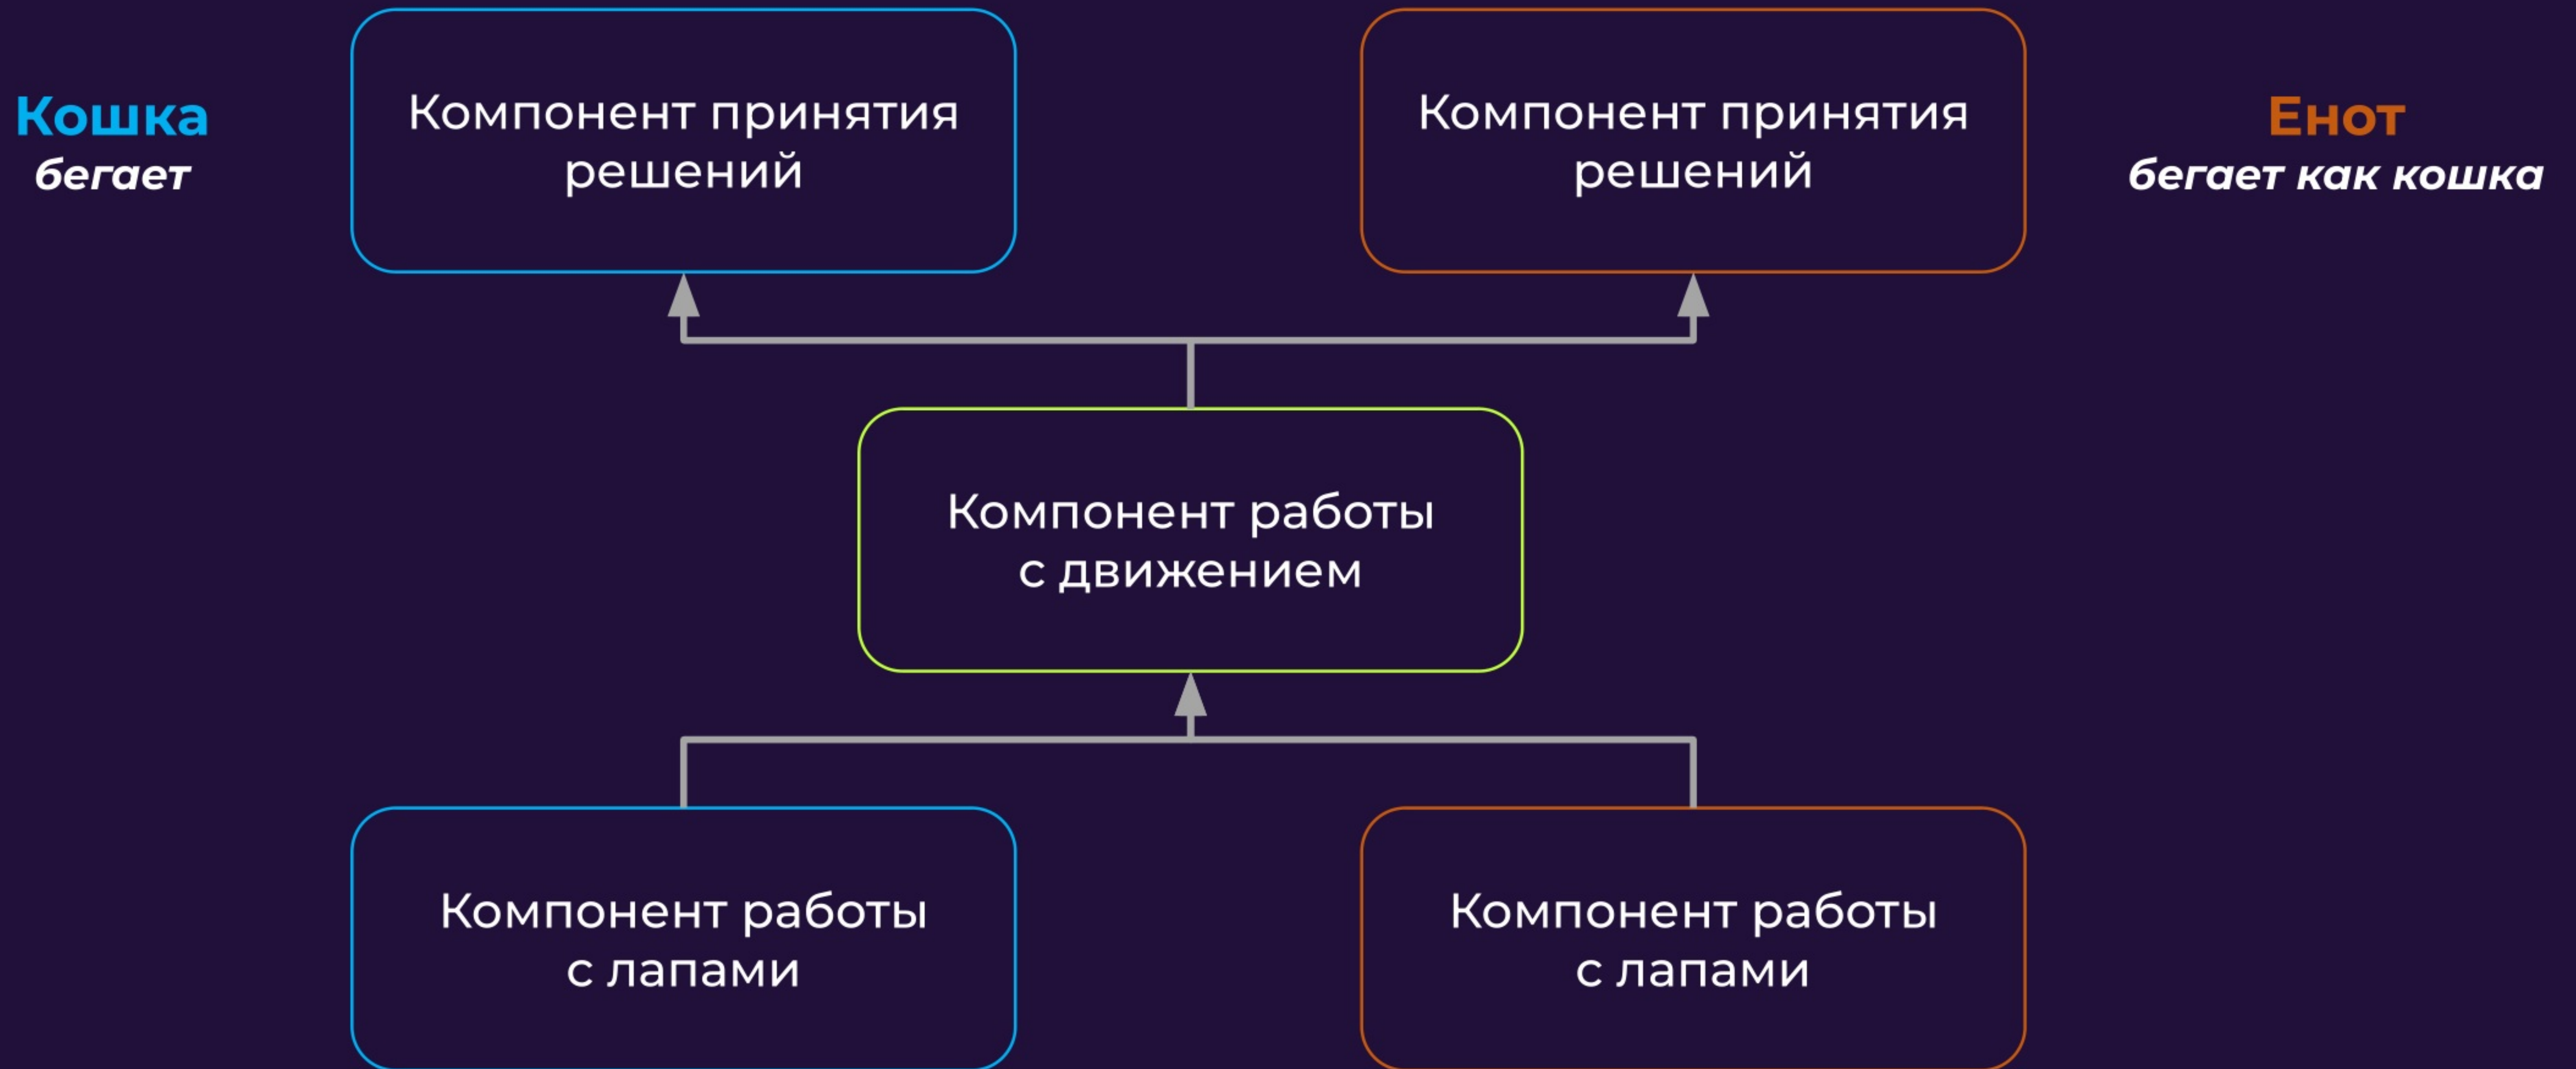 Кошка
бегает
Компонент принятия
решений
Компонент принятия
решений
Енот
бегает как кошка
Компонент работы
с движением
Компонент работы
с лапами
Компонент работы
с лапами